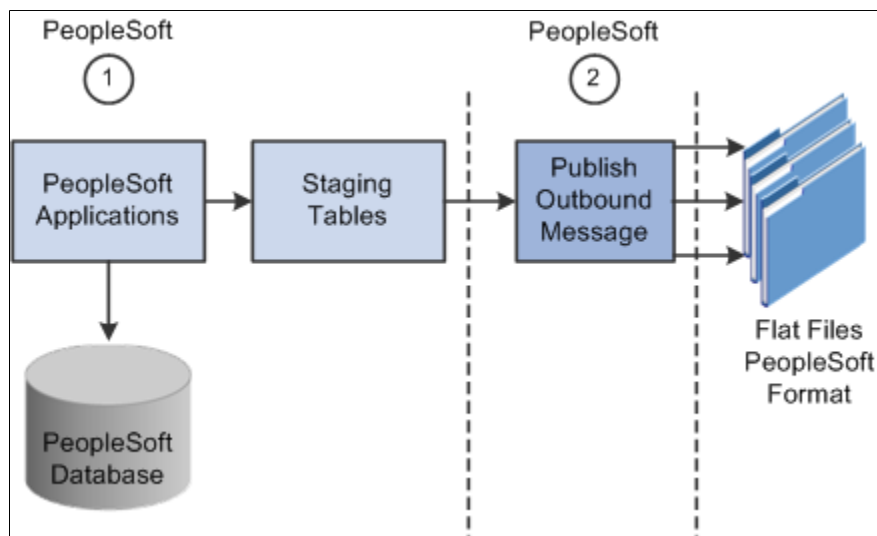 PeopleSoft
1
PeopleSoft
2
PeopleSoft
Applications
Staging
Tables
Publish
Outbound
Message
Flat Files
PeopleSoft
Format
PeopleSoft
Database